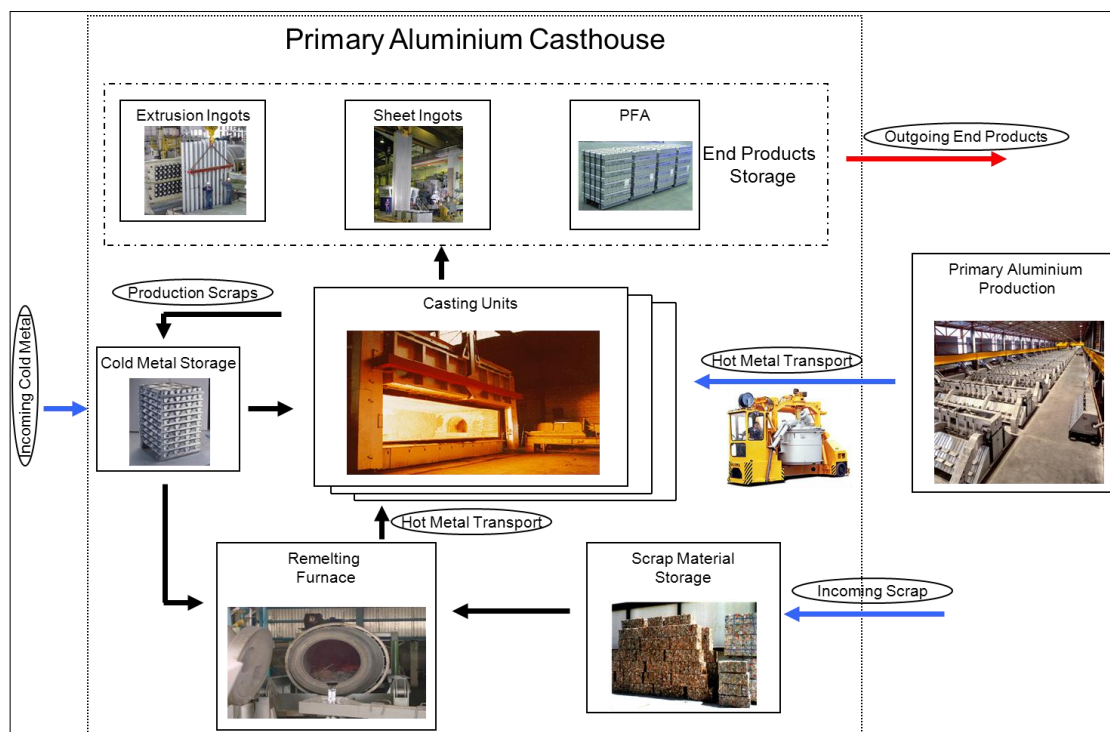 Primary Aluminium Casthouse
Extrusion Ingots
Sheet Ingots
PFA
End Products
Storage
Outgoing End Products
Primary Aluminium
Production
Production Scraps
Casting Units
Incoming Cold Metal
Cold Metal Storage
Hot Metal Transport
Hot Metal Transport
Remelting
Furnace
Scrap Material
Storage
Incoming Scrap